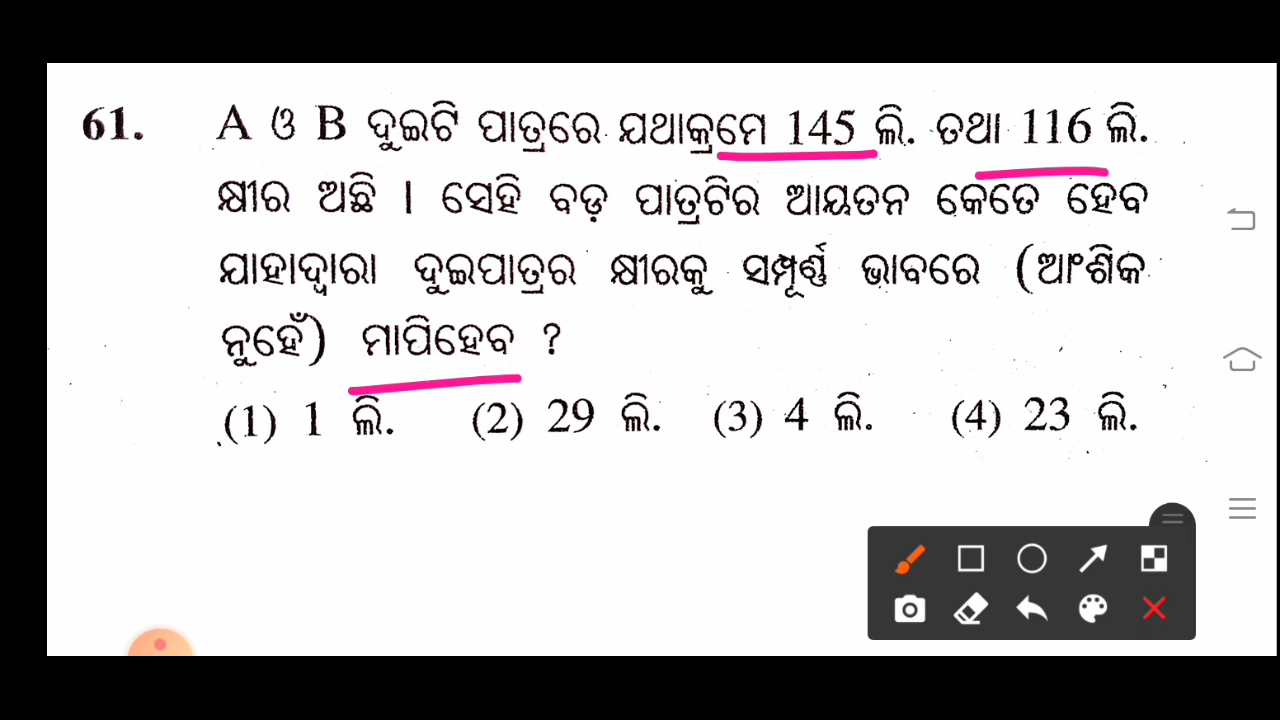 61. A ଓ B ଦୁଇଟି ପାତ୍ରରେ ଯଥାକ୍ରମେ 145 ଲି. ତଥା 116 ଲି.
କ୍ଷୀର ଅଛି । ସେହି ବଡ଼ ପାତ୍ରଟିର ଆୟତନ କେତେ ହେବ
ଯାହାଦ୍ୱାରା ଦୁଇପାତ୍ରର କ୍ଷୀରକୁ ସମ୍ପୂର୍ଣ୍ଣ ଭାବରେ (ଆଂଶିକ
ନୁହେଁ) ମାପିହେବ ?
(1) 1 ଲି. (2) 29 ଲି. (3) 4 ଲି. (4) 23 ଲି.